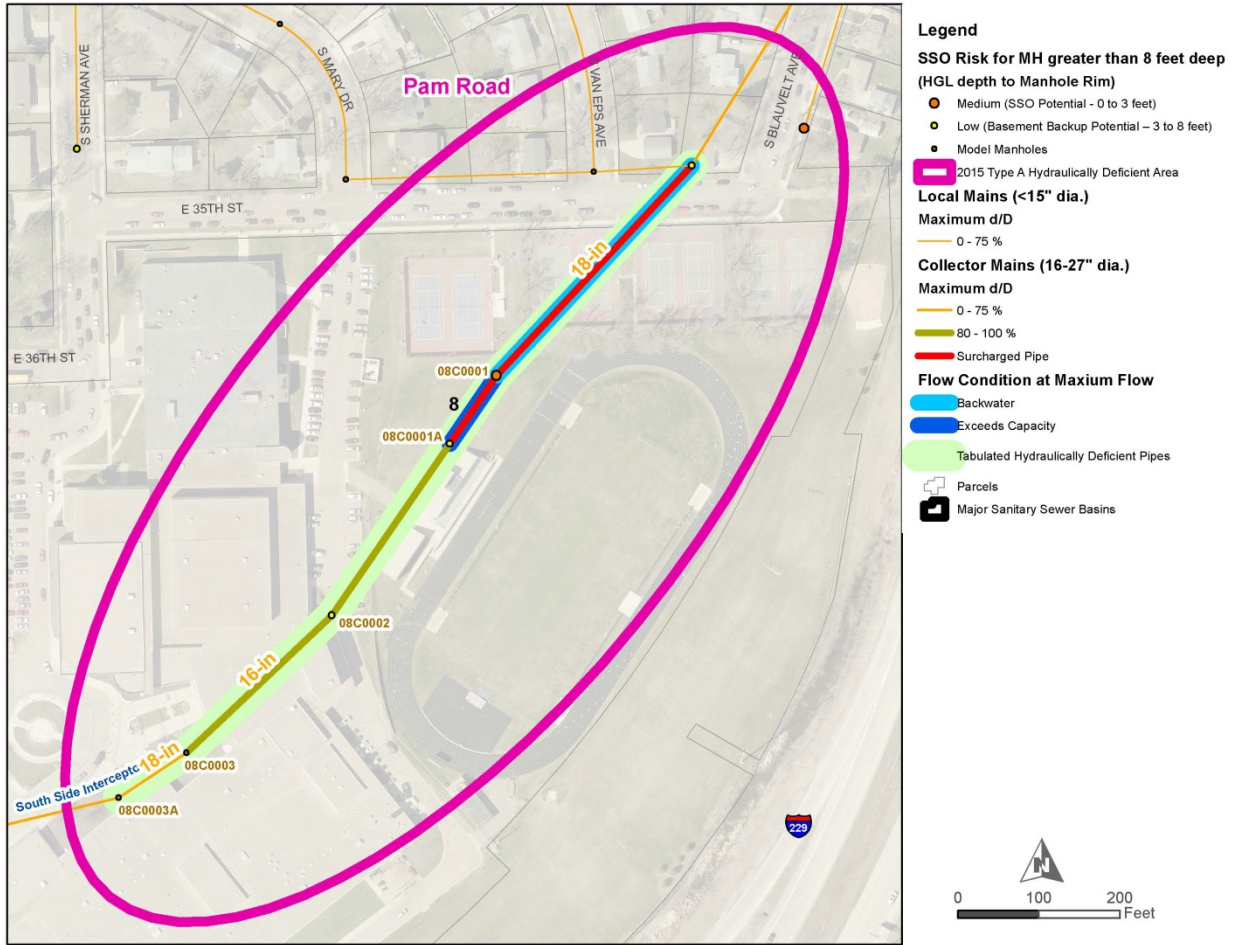 S SHERMAN AVE
S MARY DR
Pam Road
S VAN EPS AVE
S BLAUVELT AVE
E 35TH ST
18-in
E 36TH ST
08C0001
8
08C0001A
08C0002
16-in
18-in
08C0003
South Side Interceptc
08C0003A
229
Legend
SSO Risk for MH greater than 8 feet deep
(HGL depth to Manhole Rim)
Medium (SSO Potential - 0 to 3 feet)
Low (Basement Backup Potential – 3 to 8 feet)
Model Manholes
2015 Type A Hydraulically Deficient Area
Local Mains (<15" dia.)
Maximum d/D
0 - 75 %
Collector Mains (16-27" dia.)
Maximum d/D
0 - 75 %
80 - 100 %
Surcharged Pipe
Flow Condition at Maxium Flow
Backwater
Exceeds Capacity
Tabulated Hydraulically Deficient Pipes
Parcels
Major Sanitary Sewer Basins
N
0 100 200
Feet